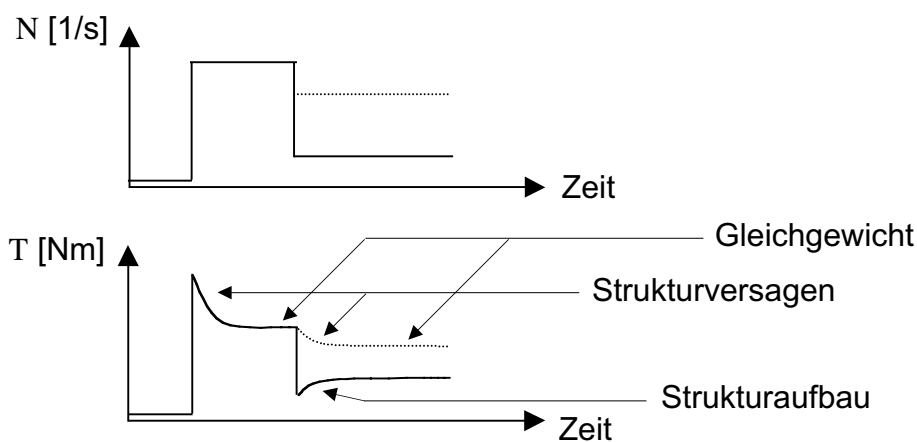 N [1/s]
Zeit
T [Nm]
Gleichgewicht
Strukturversagen
Strukturaufbau
Zeit